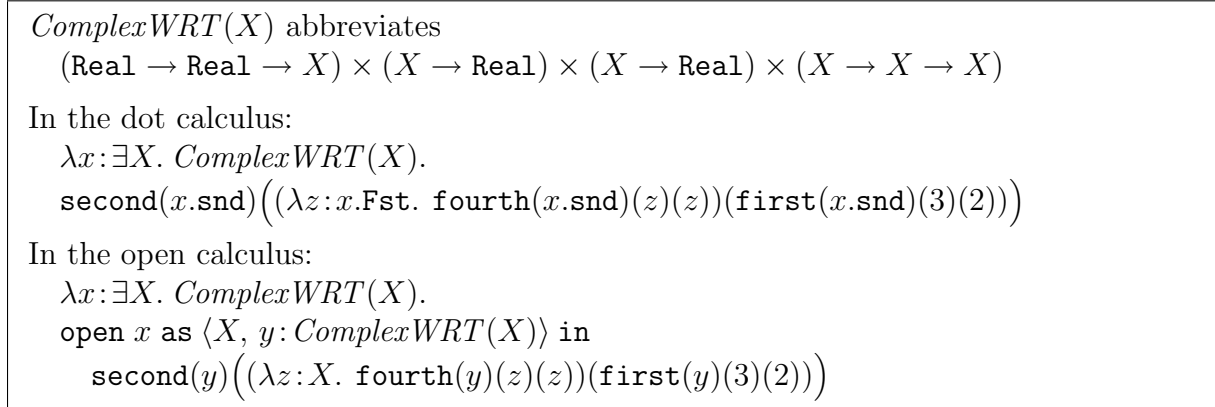 ComplexWRT(X) abbreviates
(Real → Real → X) × (X → Real) × (X → Real) × (X → X → X)
In the dot calculus:
λx:∃X. ComplexWRT(X).
second(x.snd)((λz:x.Fst. fourth(x.snd)(z)(z))(first(x.snd)(3)(2)))
In the open calculus:
λx:∃X. ComplexWRT(X).
open x as ⟨X, y:ComplexWRT(X)⟩ in
second(y)((λz:X. fourth(y)(z)(z))(first(y)(3)(2)))